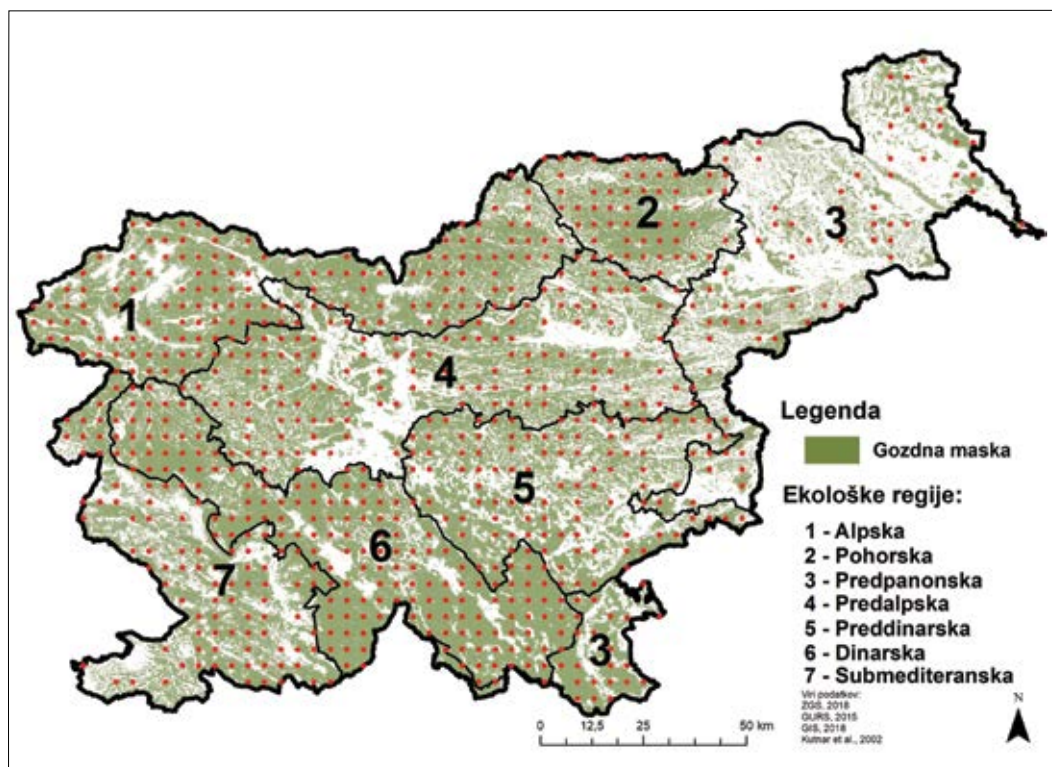 1
2
3
4
5
6
7
3
Legenda
Gozdna maska
Ekološke regije:
1 - Alpska
2 - Pohorska
3 - Predpanonska
4 - Predalpska
5 - Preddinarska
6 - Dinarska
7 - Submediteranska
Viri podatkov:
ZGS, 2018
GURS, 2015
GIS, 2018
Kutnar et al., 2002
N
0 12,5 25 50 km